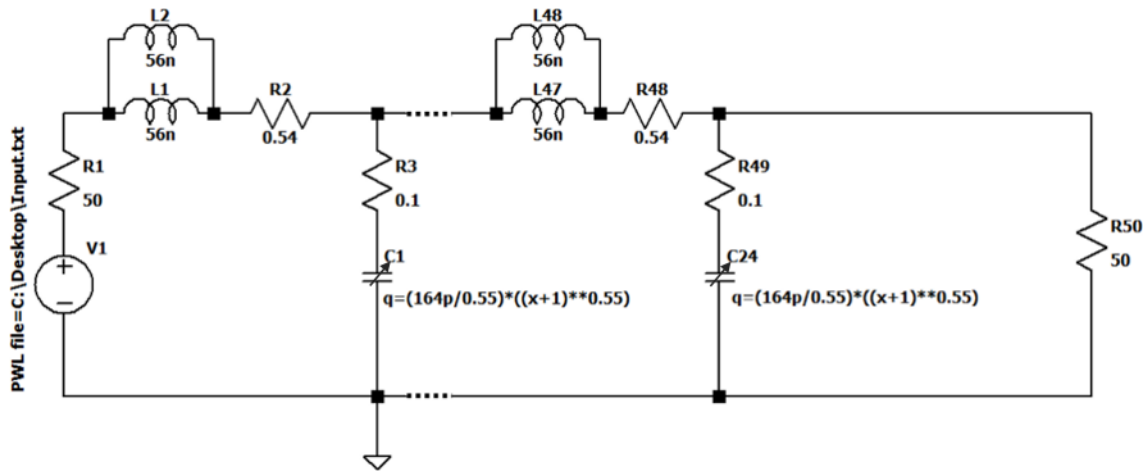 L2
56n
L1
56n
R2
0.54
L48
56n
L47
56n
R48
0.54
PWL file=C:\Desktop\Input.txt
R1
50
V1
R3
0.1
C1
q=(164p/0.55)*((x+1)**0.55)
R49
0.1
C24
q=(164p/0.55)*((x+1)**0.55)
R50
50